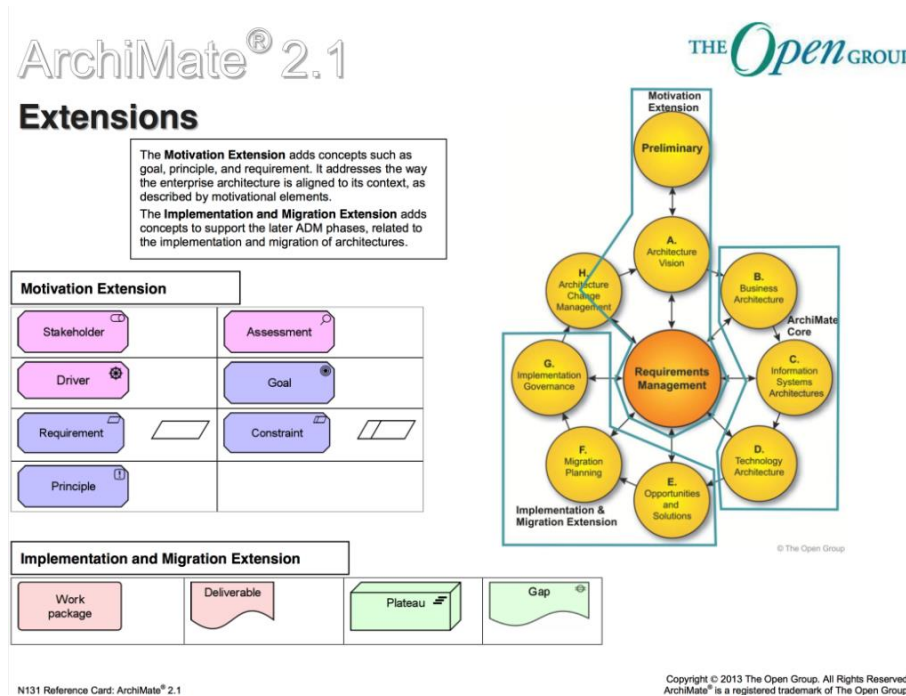 ArchiMate® 2.1
THE Open GROUP
Extensions
The Motivation Extension adds concepts such as
goal, principle, and requirement. It addresses the way
the enterprise architecture is aligned to its context, as
described by motivational elements.
The Implementation and Migration Extension adds
concepts to support the later ADM phases, related to
the implementation and migration of architectures.
Motivation Extension
Stakeholder
Assessment
Driver
Goal
Requirement
Constraint
Principle
Motivation
Extension
Preliminary
A.
Architecture
Vision
H.
Architecture
Change
Management
B.
Business
Architecture
ArchiMate
Core
G.
Implementation
Governance
Requirements
Management
C.
Information
Systems
Architectures
F.
Migration
Planning
D.
Technology
Architecture
E.
Opportunities
and
Solutions
Implementation &
Migration Extension
© The Open Group
Implementation and Migration Extension
Work
package
Deliverable
Plateau
Gap
N131 Reference Card: ArchiMate® 2.1
Copyright © 2013 The Open Group. All Rights Reserved
ArchiMate® is a registered trademark of The Open Group